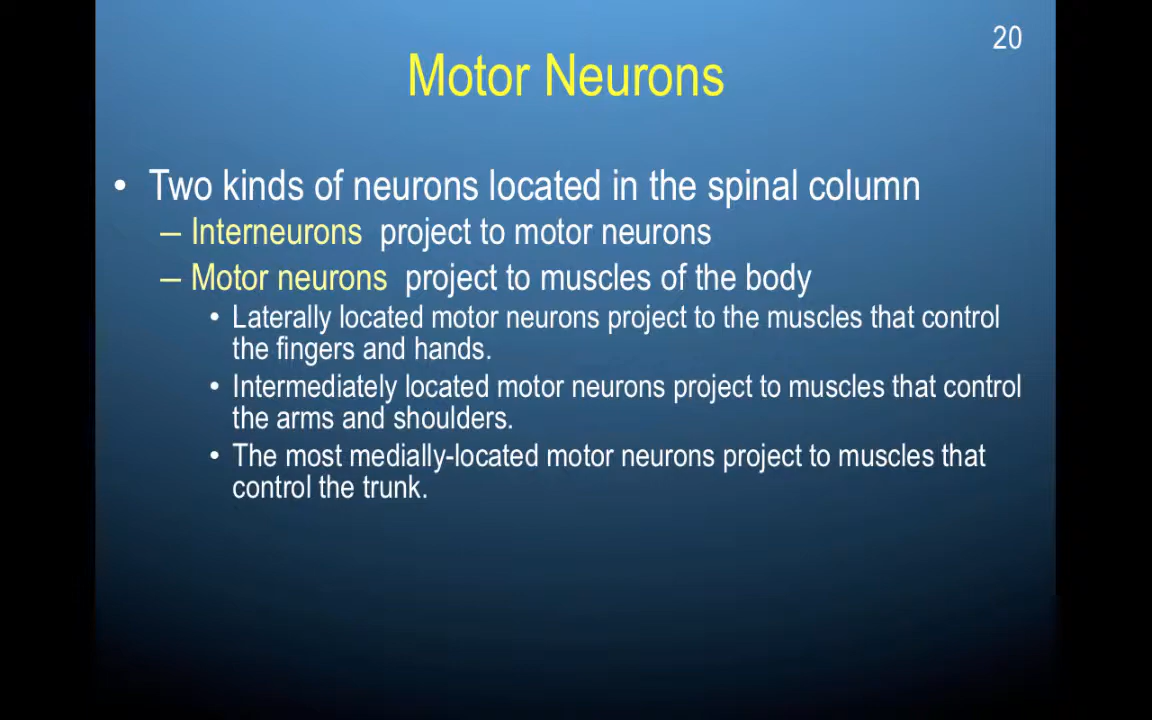 20
Motor Neurons
• Two kinds of neurons located in the spinal column
– Interneurons project to motor neurons
– Motor neurons project to muscles of the body
• Laterally located motor neurons project to the muscles that control
the fingers and hands.
• Intermediately located motor neurons project to muscles that control
the arms and shoulders.
• The most medially-located motor neurons project to muscles that
control the trunk.